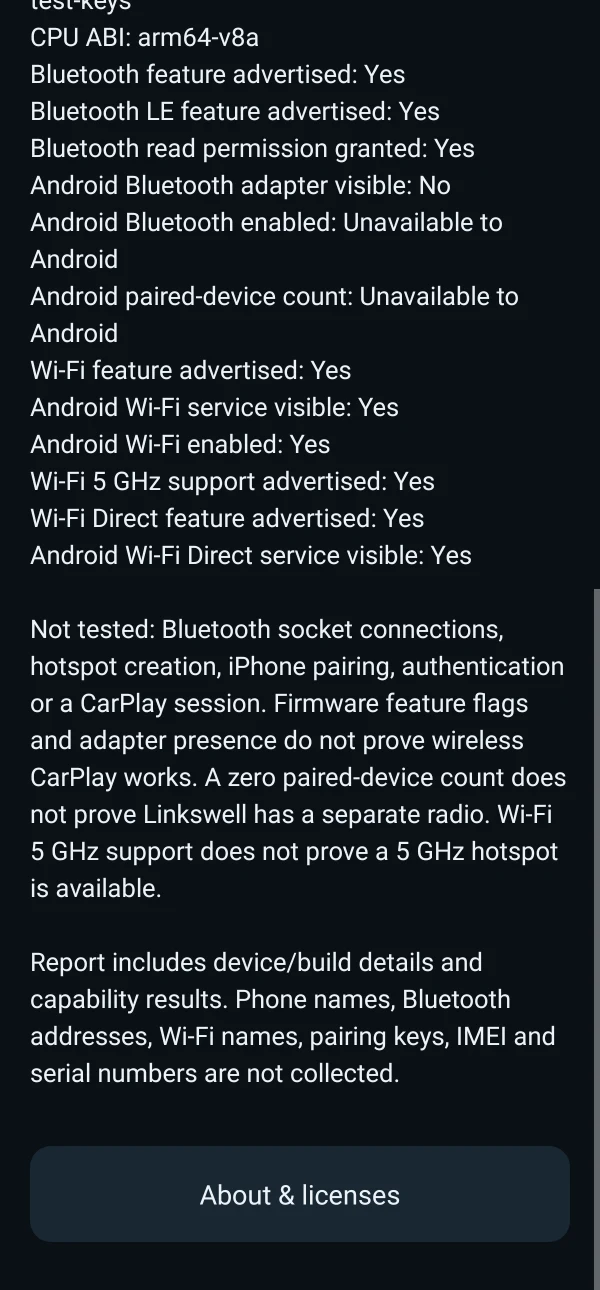 test-keys
CPU ABI: arm64-v8a
Bluetooth feature advertised: Yes
Bluetooth LE feature advertised: Yes
Bluetooth read permission granted: Yes
Android Bluetooth adapter visible: No
Android Bluetooth enabled: Unavailable to
Android
Android paired-device count: Unavailable to
Android
Wi-Fi feature advertised: Yes
Android Wi-Fi service visible: Yes
Android Wi-Fi enabled: Yes
Wi-Fi 5 GHz support advertised: Yes
Wi-Fi Direct feature advertised: Yes
Android Wi-Fi Direct service visible: Yes
Not tested: Bluetooth socket connections,
hotspot creation, iPhone pairing, authentication
or a CarPlay session. Firmware feature flags
and adapter presence do not prove wireless
CarPlay works. A zero paired-device count does
not prove Linkswell has a separate radio. Wi-Fi
5 GHz support does not prove a 5 GHz hotspot
is available.
Report includes device/build details and
capability results. Phone names, Bluetooth
addresses, Wi-Fi names, pairing keys, IMEI and
serial numbers are not collected.
About & licenses